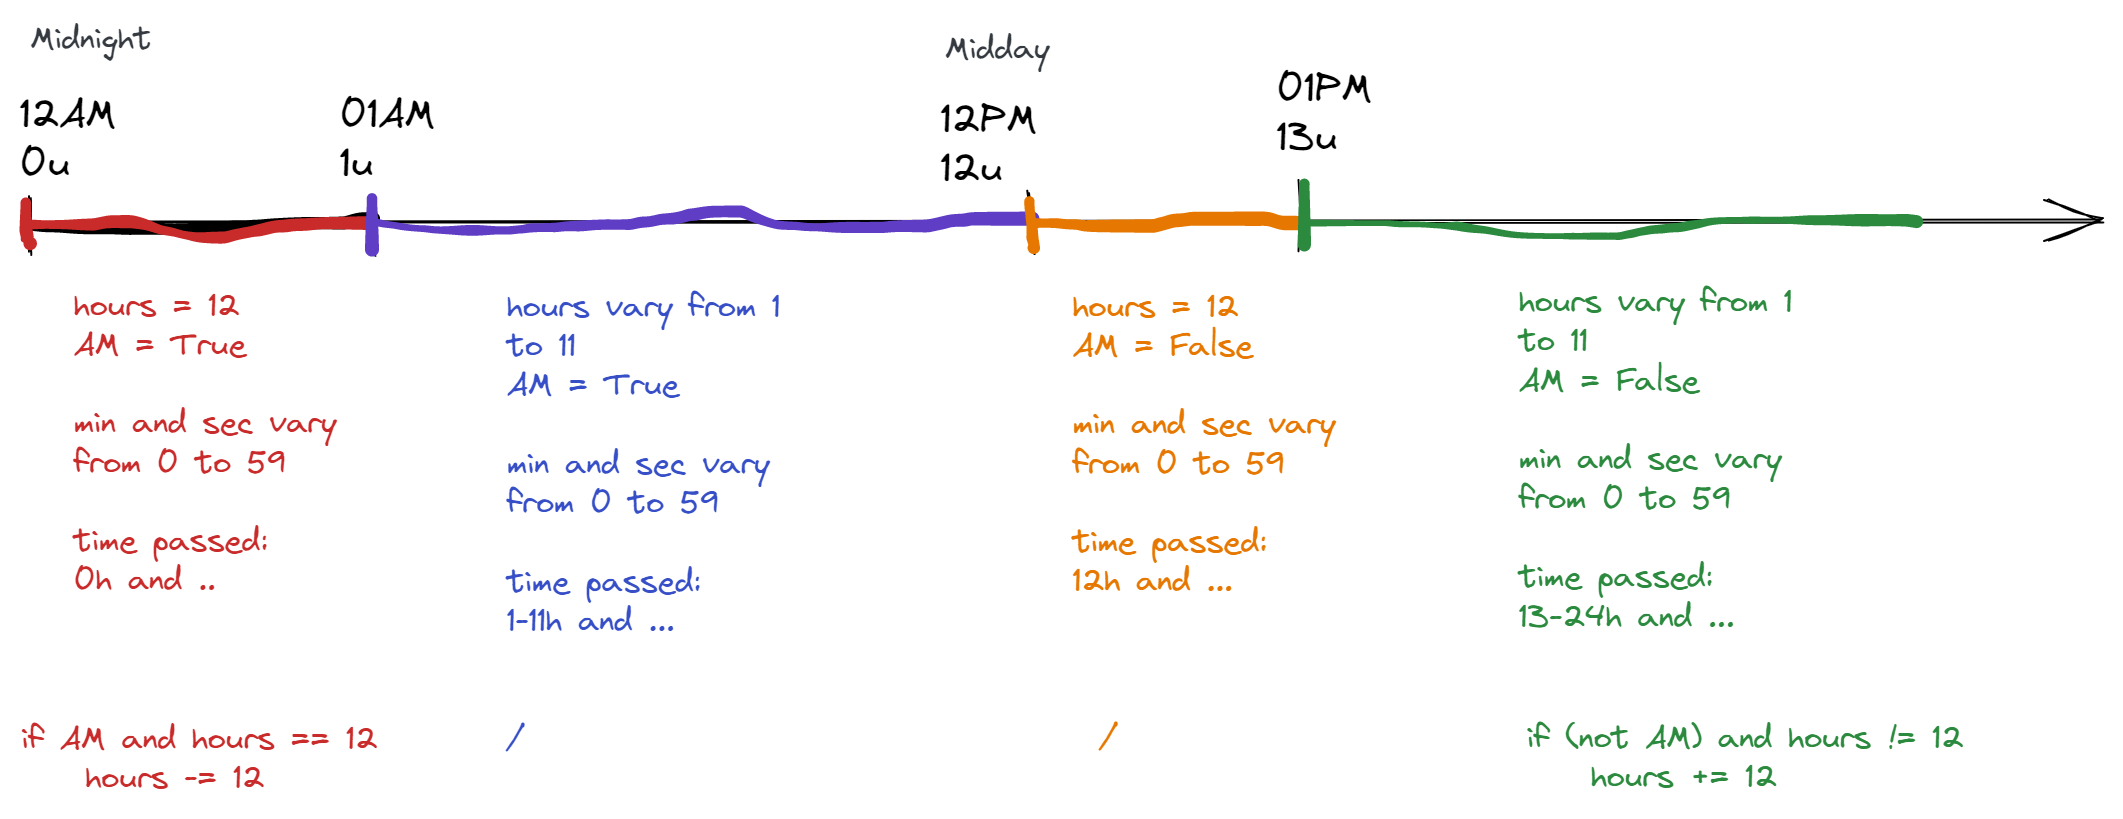 Midnight
12AM
0u
01AM
1u
Midday
12PM
12u
01PM
13u
hours = 12
AM = True
min and sec vary
from 0 to 59
time passed:
0h and ..
hours vary from 1
to 11
AM = True
min and sec vary
from 0 to 59
time passed:
1-11h and ...
hours = 12
AM = False
min and sec vary
from 0 to 59
time passed:
12h and ...
hours vary from 1
to 11
AM = False
min and sec vary
from 0 to 59
time passed:
13-24h and ...
if AM and hours == 12
hours -= 12
/
/
if (not AM) and hours != 12
hours += 12